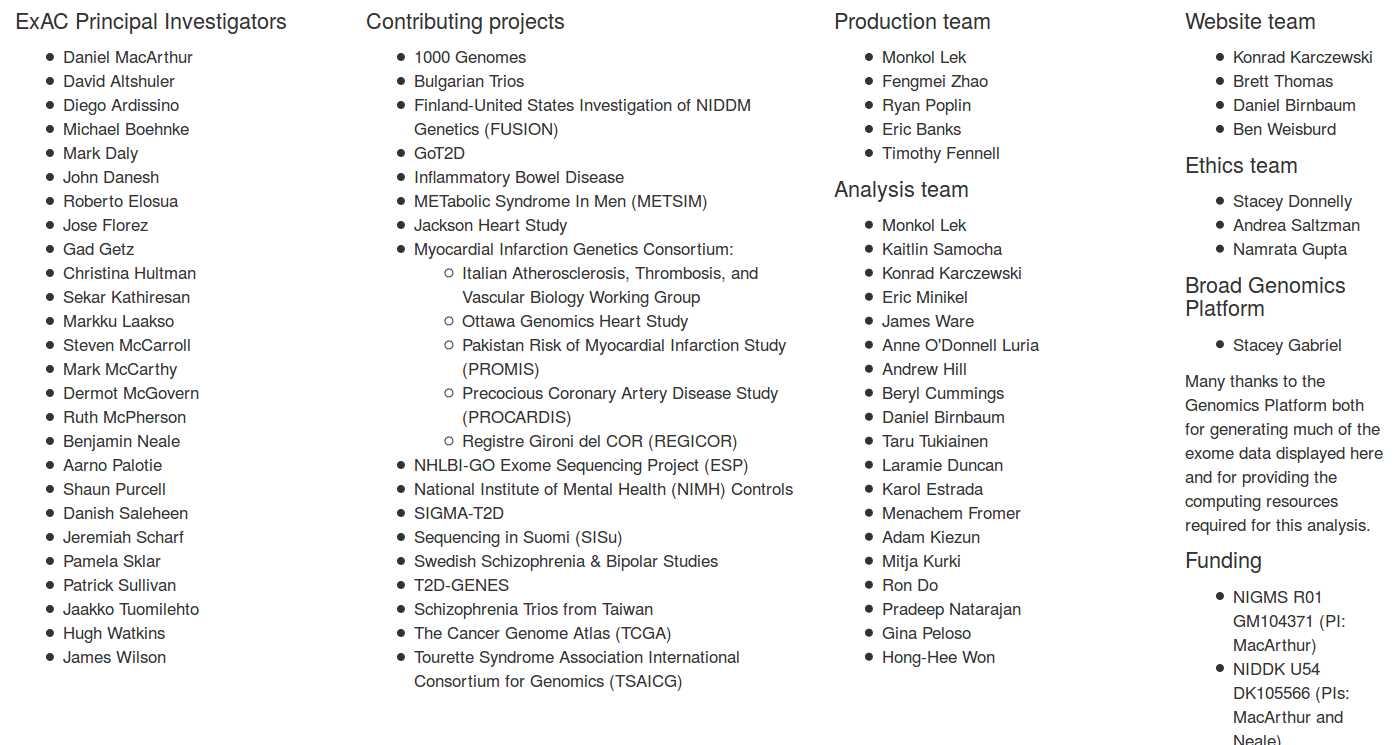 ExAC Principal Investigators
Daniel MacArthur
David Altshuler
Diego Ardissino
Michael Boehnke
Mark Daly
John Danesh
Roberto Elosua
Jose Florez
Gad Getz
Christina Hultman
Sekar Kathiresan
Markku Laakso
Steven McCarroll
Mark McCarthy
Dermot McGovern
Ruth McPherson
Benjamin Neale
Aarno Palotie
Shaun Purcell
Danish Saleheen
Jeremiah Scharf
Pamela Sklar
Patrick Sullivan
Jaakko Tuomilehto
Hugh Watkins
James Wilson
Contributing projects
1000 Genomes
Bulgarian Trios
Finland-United States Investigation of NIDDM
Genetics (FUSION)
GoT2D
Inflammatory Bowel Disease
METabolic Syndrome In Men (METSIM)
Jackson Heart Study
Myocardial Infarction Genetics Consortium:
Italian Atherosclerosis, Thrombosis, and
Vascular Biology Working Group
Ottawa Genomics Heart Study
Pakistan Risk of Myocardial Infarction Study
(PROMIS)
Precocious Coronary Artery Disease Study
(PROCARDIS)
Registre Gironi del COR (REGICOR)
NHLBI-GO Exome Sequencing Project (ESP)
National Institute of Mental Health (NIMH) Controls
SIGMA-T2D
Sequencing in Suomi (SISu)
Swedish Schizophrenia & Bipolar Studies
T2D-GENES
Schizophrenia Trios from Taiwan
The Cancer Genome Atlas (TCGA)
Tourette Syndrome Association International
Consortium for Genomics (TSAICG)
Production team
Monkol Lek
Fengmei Zhao
Ryan Poplin
Eric Banks
Timothy Fennell
Analysis team
Monkol Lek
Kaitlin Samocha
Konrad Karczewski
Eric Minikel
James Ware
Anne O'Donnell Luria
Andrew Hill
Beryl Cummings
Daniel Birnbaum
Taru Tukiainen
Laramie Duncan
Karol Estrada
Menachem Fromer
Adam Kiezun
Mitja Kurki
Ron Do
Pradeep Natarajan
Gina Peloso
Hong-Hee Won
Website team
Konrad Karczewski
Brett Thomas
Daniel Birnbaum
Ben Weisburd
Ethics team
Stacey Donnelly
Andrea Saltzman
Namrata Gupta
Broad Genomics
Platform
Stacey Gabriel
Many thanks to the
Genomics Platform both
for generating much of the
exome data displayed here
and for providing the
computing resources
required for this analysis.
Funding
NIGMS R01
GM104371 (PI:
MacArthur)
NIDDK U54
DK105566 (PIs:
MacArthur and
Neale)